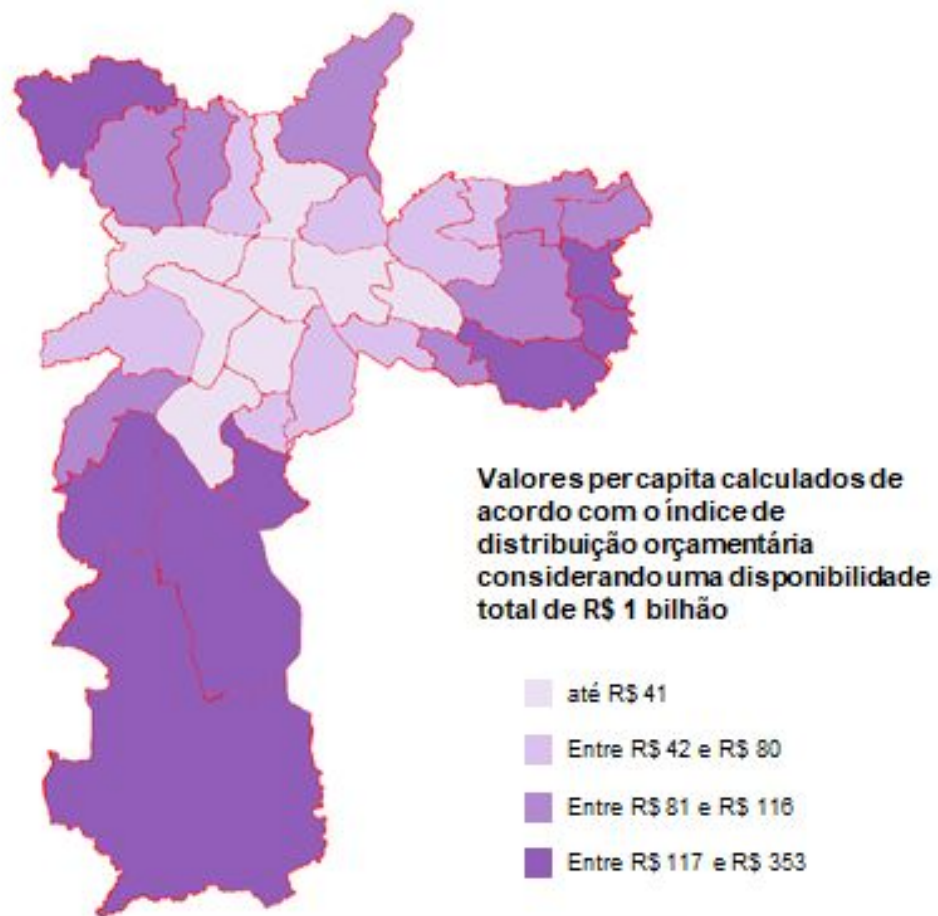 Valores per capita calculados de
acordo com o índice de
distribuição orçamentária
considerando uma disponibilidade
total de R$ 1 bilhão
até R$ 41
Entre R$ 42 e R$ 80
Entre R$ 81 e R$ 116
Entre R$ 117 e R$ 353